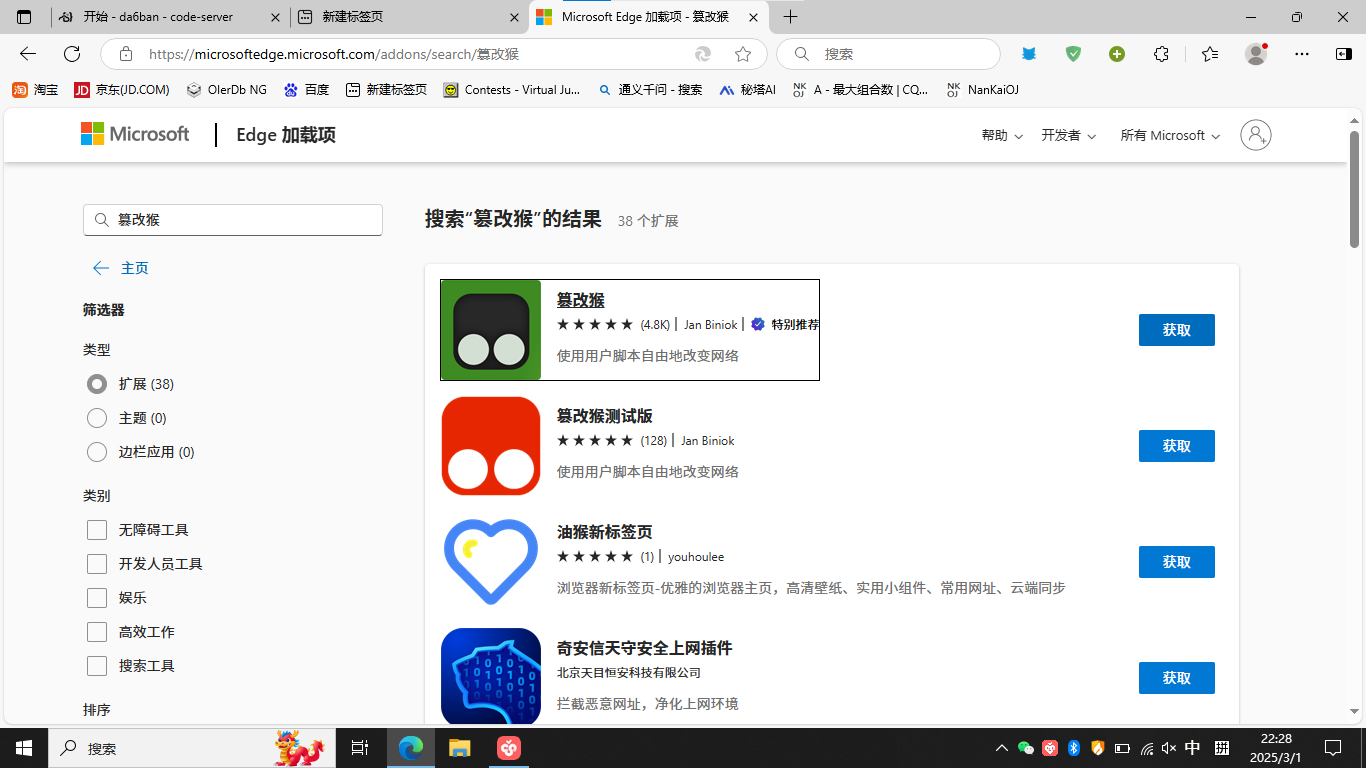 开始 - da6ban - code-server
新建标签页
Microsoft Edge 加载项 - 篡改猴
https://microsoftedge.microsoft.com/addons/search/篡改猴
搜索
淘宝
JD 京东(JD.COM)
OlerDb NG
百度
新建标签页
Contests - Virtual Ju...
通义千问 - 搜索
秘塔AI
NK OJ A - 最大组合数 | CQ...
NK OJ NanKaiOJ
Microsoft
Edge 加载项
帮助
开发者
所有 Microsoft
篡改猴
主页
筛选器
类型
扩展 (38)
主题 (0)
边栏应用 (0)
类别
无障碍工具
开发人员工具
娱乐
高效工作
搜索工具
排序
搜索“篡改猴”的结果 38 个扩展
篡改猴
★★★★★ (4.8K) | Jan Biniok | 特别推荐
使用用户脚本自由地改变网络
获取
篡改猴测试版
★★★★★ (128) | Jan Biniok
使用用户脚本自由地改变网络
获取
油猴新标签页
★★★★★ (1) | youhoulee
浏览器新标签页-优雅的浏览器主页，高清壁纸、实用小组件、常用网址、云端同步
获取
奇安信天守安全上网插件
北京天目恒安科技有限公司
拦截恶意网址，净化上网环境
获取
搜索
中
拼
22:28
2025/3/1